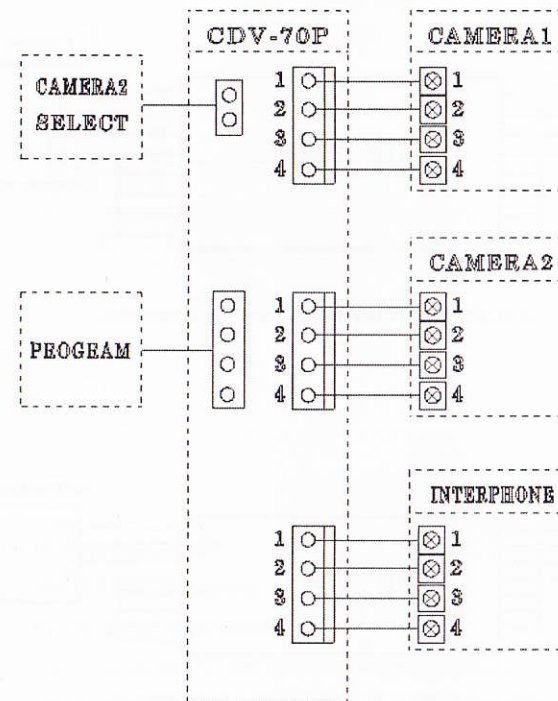 CDV-70P
CAMERA1
CAMERA2
SELECT
1 1
2 2
3 3
4 4
CAMERA2
PEOGEAM
1 1
2 2
3 3
4 4
INTERPHONE
1 1
2 2
3 3
4 4